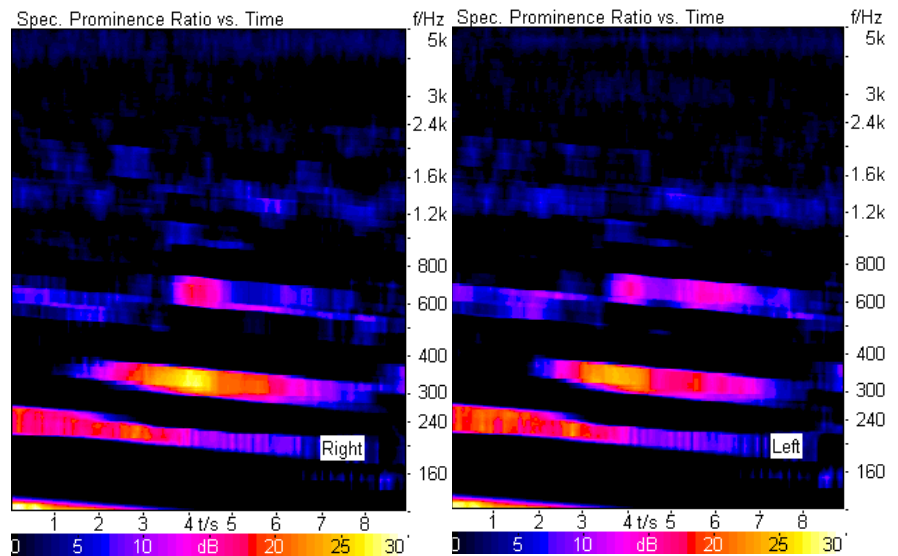 Spec. Prominence Ratio vs. Time f/Hz
5k
3k
2.4k
1.6k
1.2k
800
600
400
300
240
160
Right
1 2 3 4 t/s 5 6 7 8
0 5 10 dB 20 25 30
Spec. Prominence Ratio vs. Time f/Hz
5k
3k
2.4k
1.6k
1.2k
800
600
400
300
240
160
Left
1 2 3 4 t/s 5 6 7 8
0 5 10 dB 20 25 30